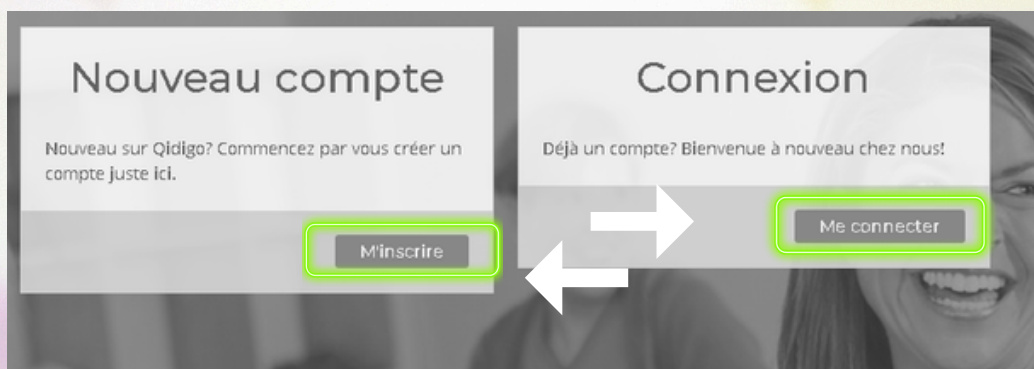 Nouveau compte
Nouveau sur Qidigo? Commencez par vous créer un
compte juste ici.
M'inscrire
Connexion
Déjà un compte? Bienvenue à nouveau chez nous!
Me connecter